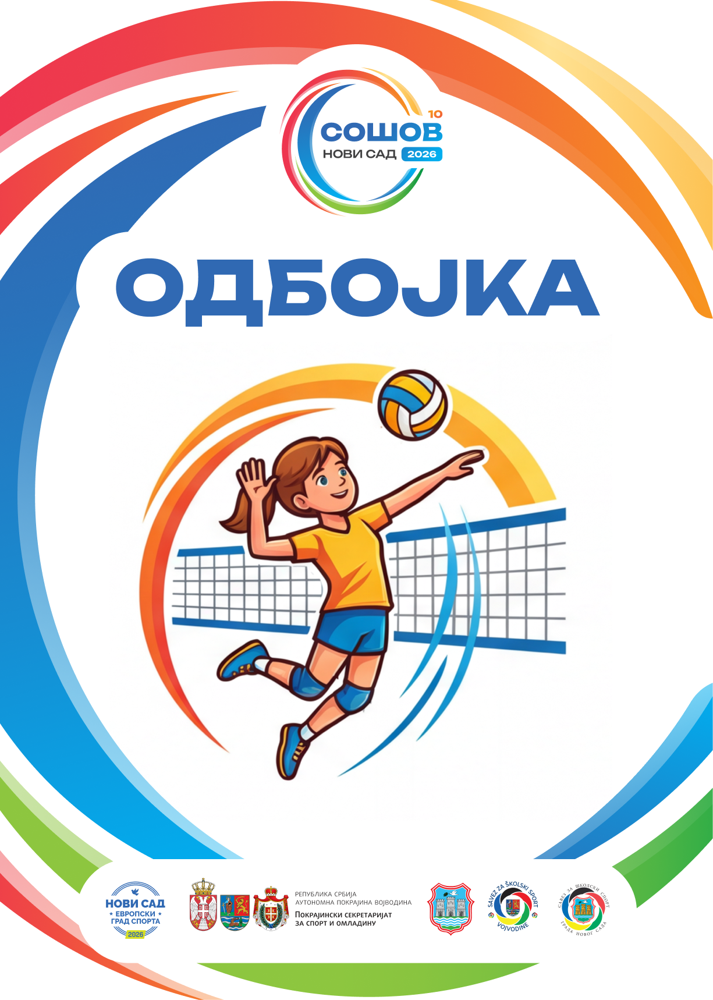 10
СОШОВ
НОВИ САД 2026
ОДБОЈКА
НОВИ САД
ЕВРОПСКИ
ГРАД СПОРТА
2026
РЕПУБЛИКА СРБИЈА
АУТОНОМНА ПОКРАЈИНА ВОЈВОДИНА
Покрајински секретаријат
за спорт и омладину
SAVEZ ZA ŠKOLSKI SPORT
VOJVODINE
САВЕЗ ЗА ШКОЛСКИ СПОРТ
ГРАДА НОВОГ САДА